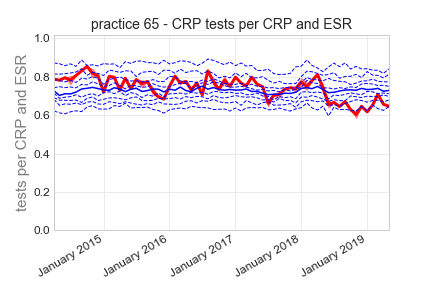 practice 65 - CRP tests per CRP and ESR
tests per CRP and ESR
1.0
0.8
0.6
0.4
0.2
0.0
January 2015
January 2016
January 2017
January 2018
January 2019